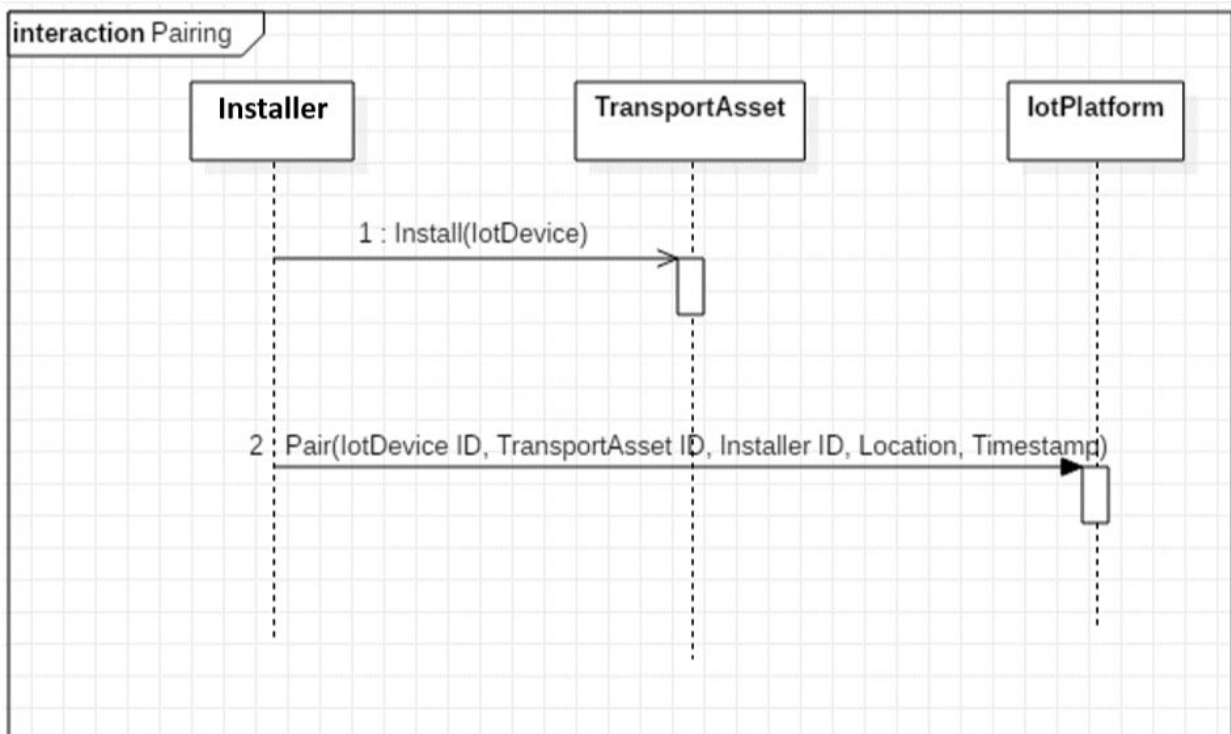 interaction Pairing
Installer
TransportAsset
IotPlatform
1 : Install(IotDevice)
2 : Pair(IotDevice ID, TransportAsset ID, Installer ID, Location, Timestamp)